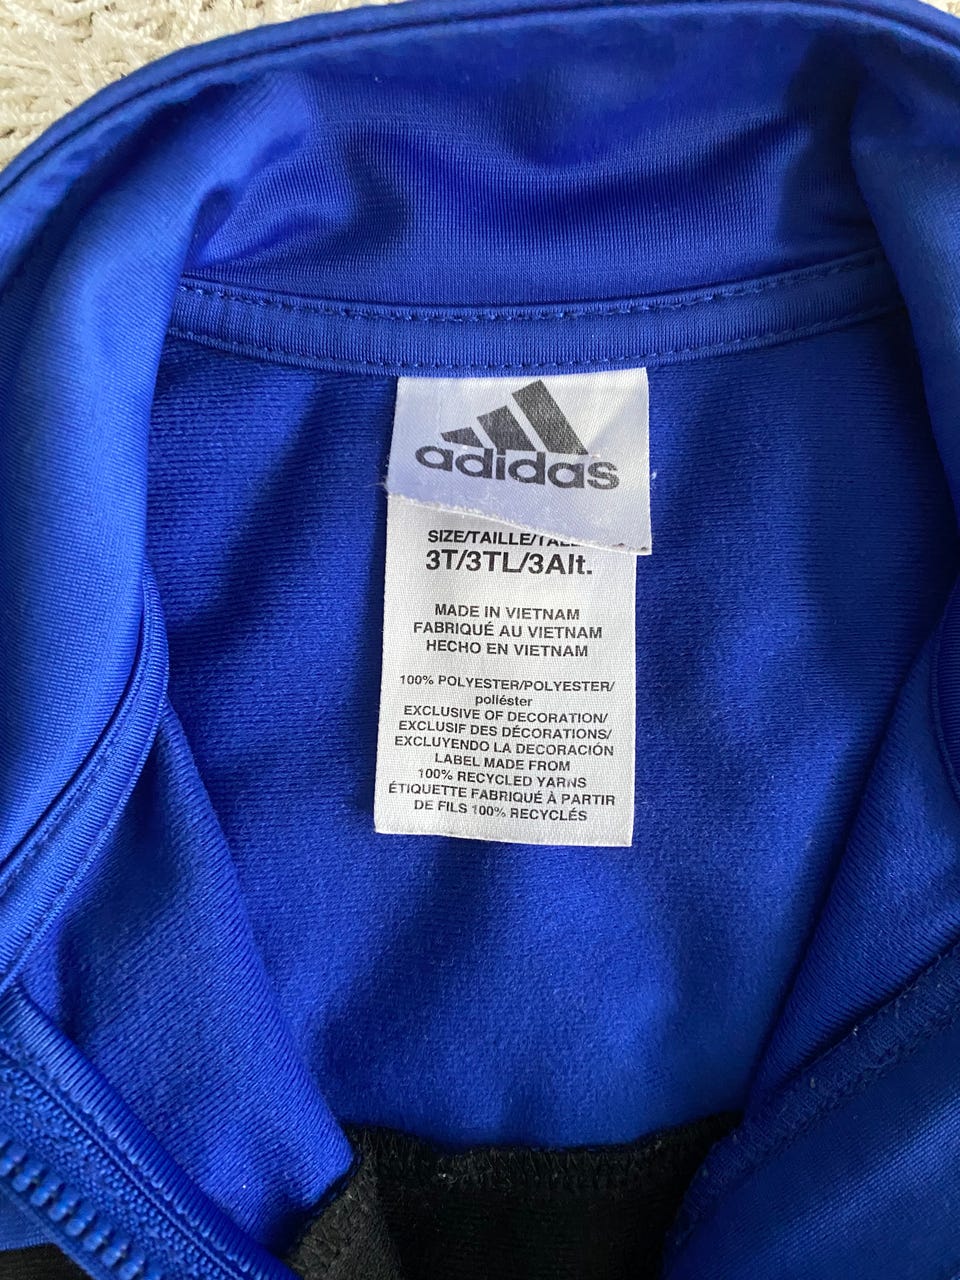 adidas
SIZE/TAILLE/
3T/3TL/3Alt.
MADE IN VIETNAM
FABRIQUÉ AU VIETNAM
HECHO EN VIETNAM
100% POLYESTER/POLYESTER/
poliéster
EXCLUSIVE OF DECORATION/
EXCLUSIF DES DÉCORATIONS/
EXCLUYENDO LA DECORACIÓN
LABEL MADE FROM
100% RECYCLED YARNS
ÉTIQUETTE FABRIQUÉ À PARTIR
DE FILS 100% RECYCLÉS